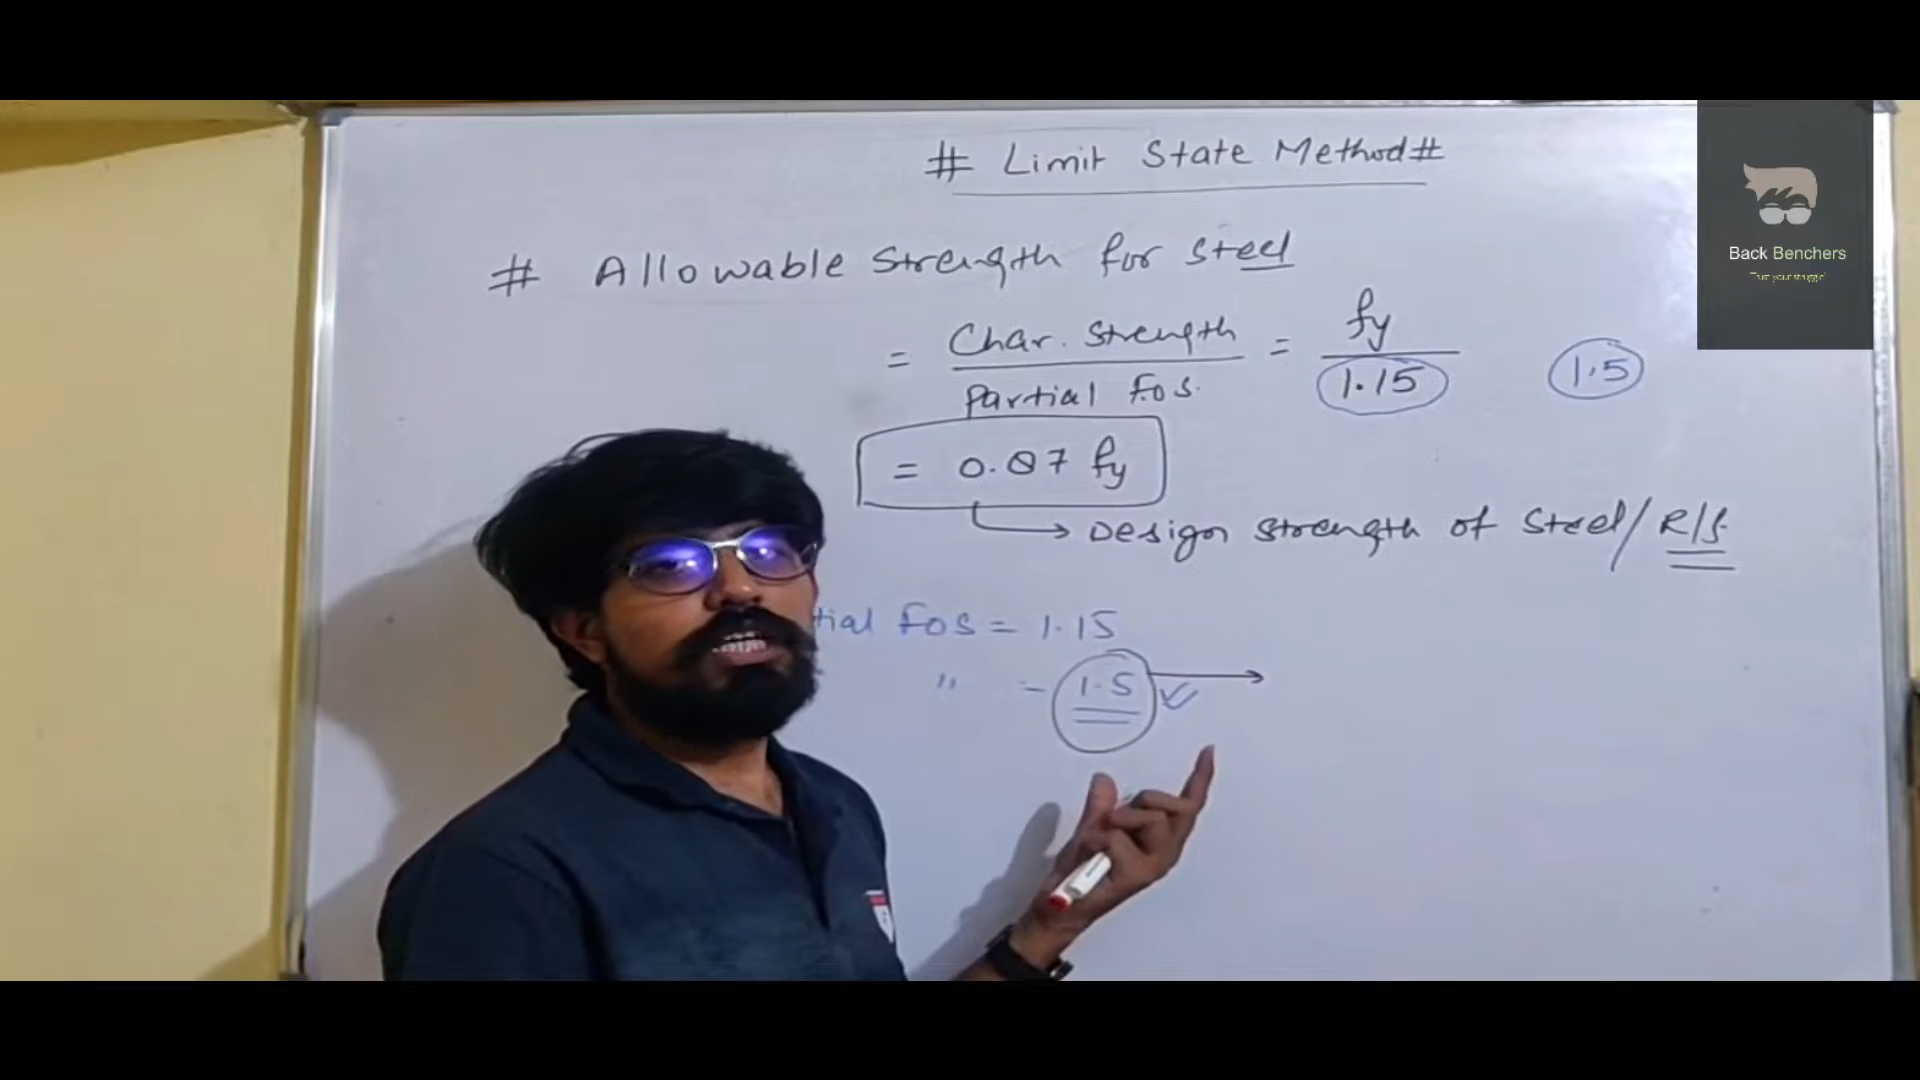 # Limit State Method #
Back Benchers
# Allowable Strength for Steel
= Char. Strength / Partial FOS. = fy / 1.15
1.5
= 0.87 fy
→ Design Strength of Steel / R/f
tial FOS = 1.15
" - 1.5 →